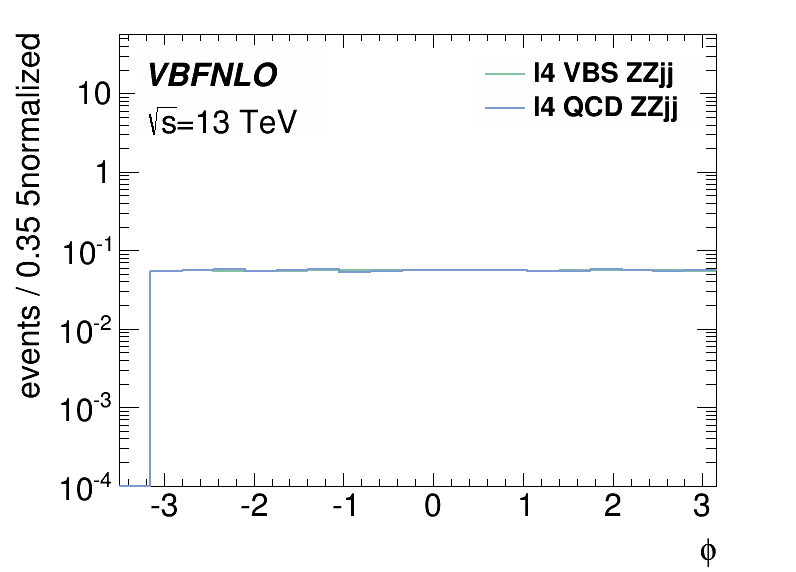 VBFNLO
√s=13 TeV
l4 VBS ZZjj
l4 QCD ZZjj
events / 0.35 5normalized
10
1
10⁻¹
10⁻²
10⁻³
10⁻⁴
-3 -2 -1 0 1 2 3
ϕ